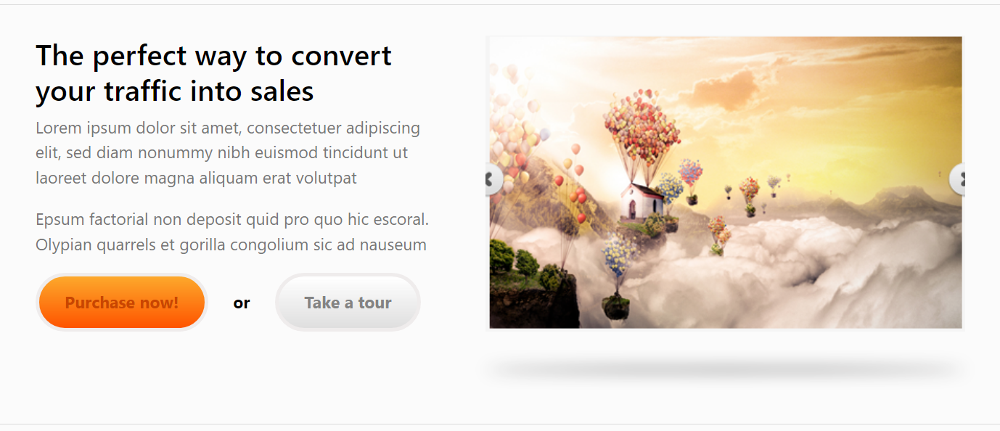 The perfect way to convert
your traffic into sales
Lorem ipsum dolor sit amet, consectetuer adipiscing
elit, sed diam nonummy nibh euismod tincidunt ut
laoreet dolore magna aliquam erat volutpat
Epsum factorial non deposit quid pro quo hic escoral.
Olypian quarrels et gorilla congolium sic ad nauseum
Purchase now!
or
Take a tour